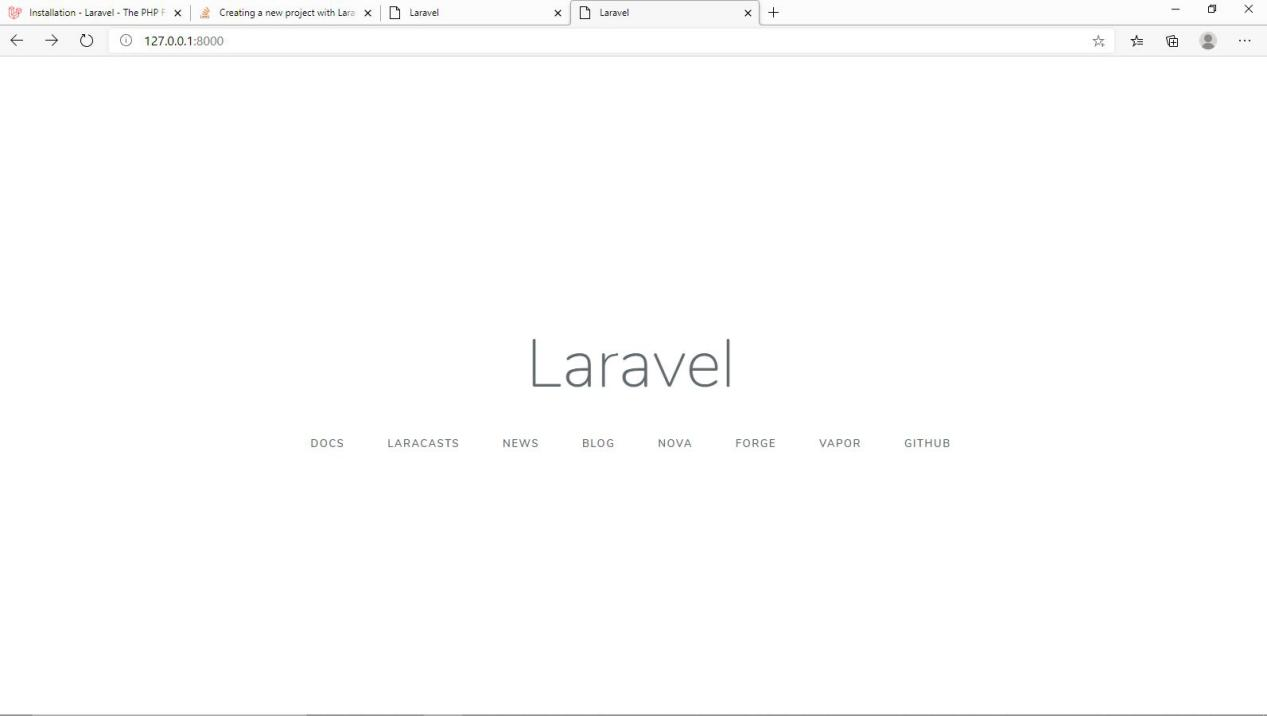 Installation - Laravel - The PHP F
Creating a new project with Lara
Laravel
Laravel
127.0.0.1:8000
Laravel
DOCS LARACASTS NEWS BLOG NOVA FORGE VAPOR GITHUB